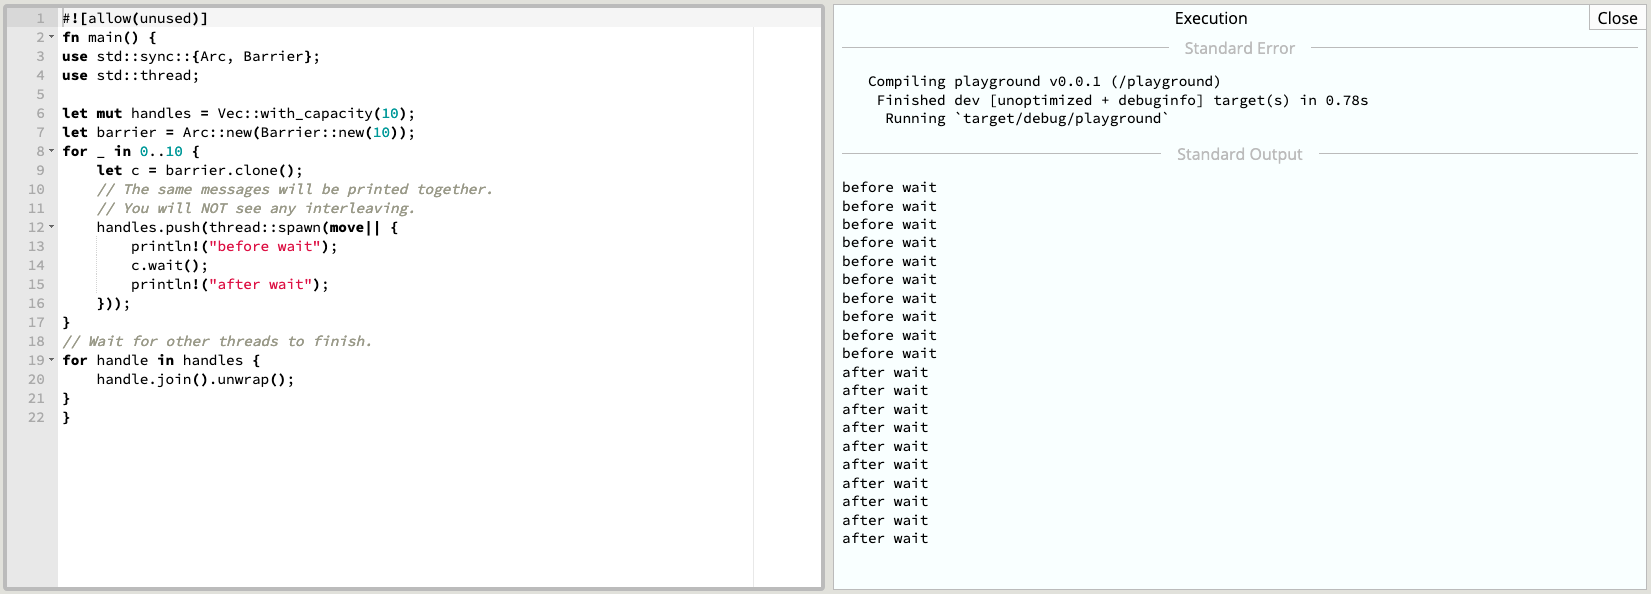 1 #![allow(unused)]
2 fn main() {
3 use std::sync::{Arc, Barrier};
4 use std::thread;
5
6 let mut handles = Vec::with_capacity(10);
7 let barrier = Arc::new(Barrier::new(10));
8 for _ in 0..10 {
9     let c = barrier.clone();
10     // The same messages will be printed together.
11     // You will NOT see any interleaving.
12     handles.push(thread::spawn(move|| {
13         println!("before wait");
14         c.wait();
15         println!("after wait");
16     }));
17 }
18 // Wait for other threads to finish.
19 for handle in handles {
20     handle.join().unwrap();
21 }
22 }
Execution
Close
Standard Error
   Compiling playground v0.0.1 (/playground)
    Finished dev [unoptimized + debuginfo] target(s) in 0.78s
     Running `target/debug/playground`
Standard Output
before wait
before wait
before wait
before wait
before wait
before wait
before wait
before wait
before wait
before wait
after wait
after wait
after wait
after wait
after wait
after wait
after wait
after wait
after wait
after wait